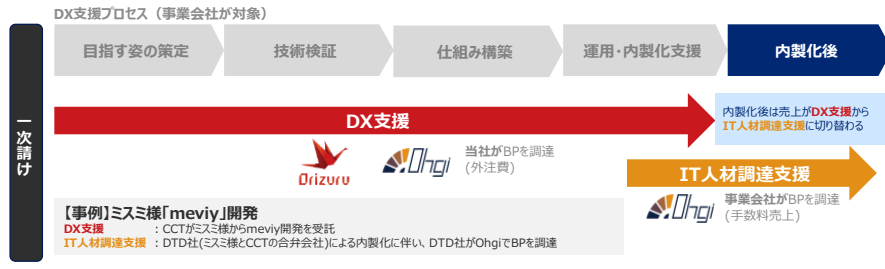 DX支援プロセス（事業会社が対象）
目指す姿の策定
技術検証
仕組み構築
運用・内製化支援
内製化後
一次請け
DX支援
内製化後は売上がDX支援から
IT人材調達支援に切り替わる
Orizuru
Ohgi
当社がBPを調達
(外注費)
IT人材調達支援
Ohgi
事業会社がBPを調達
(手数料売上)
【事例】ミスミ様「meviy」開発
DX支援 ：CCTがミスミ様からmeviy開発を受託
IT人材調達支援 ：DTD社(ミスミ様とCCTの合弁会社)による内製化に伴い、DTD社がOhgiでBPを調達